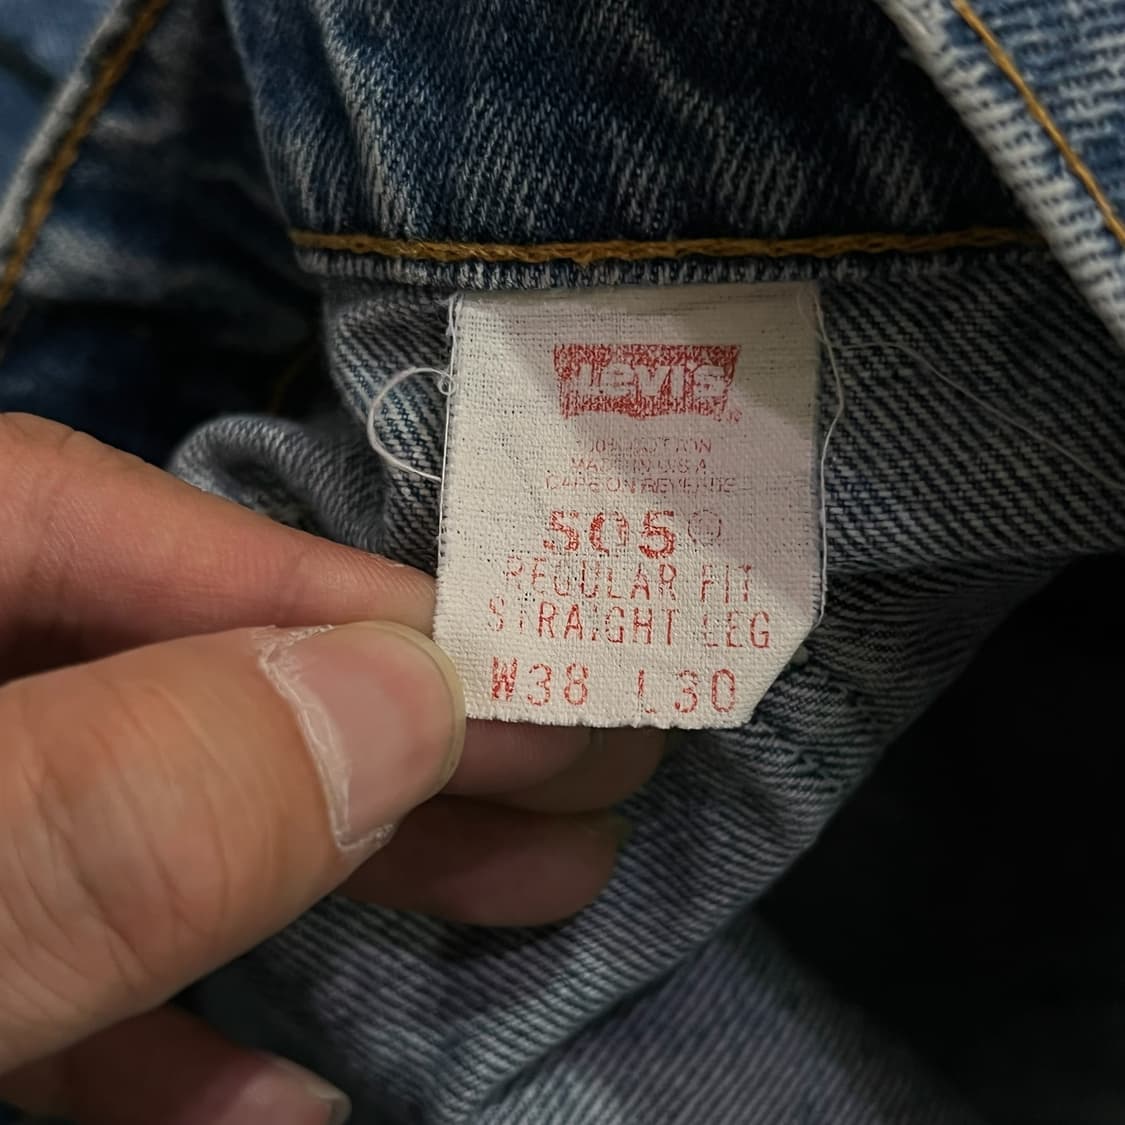 Levi's
100% COTTON
MADE IN U.S.A.
CARE ON REVERSE
505®
REGULAR FIT
STRAIGHT LEG
W38 L30